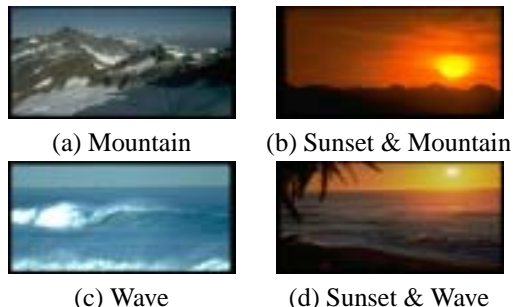 (a) Mountain
(b) Sunset & Mountain
(c) Wave
(d) Sunset & Wave